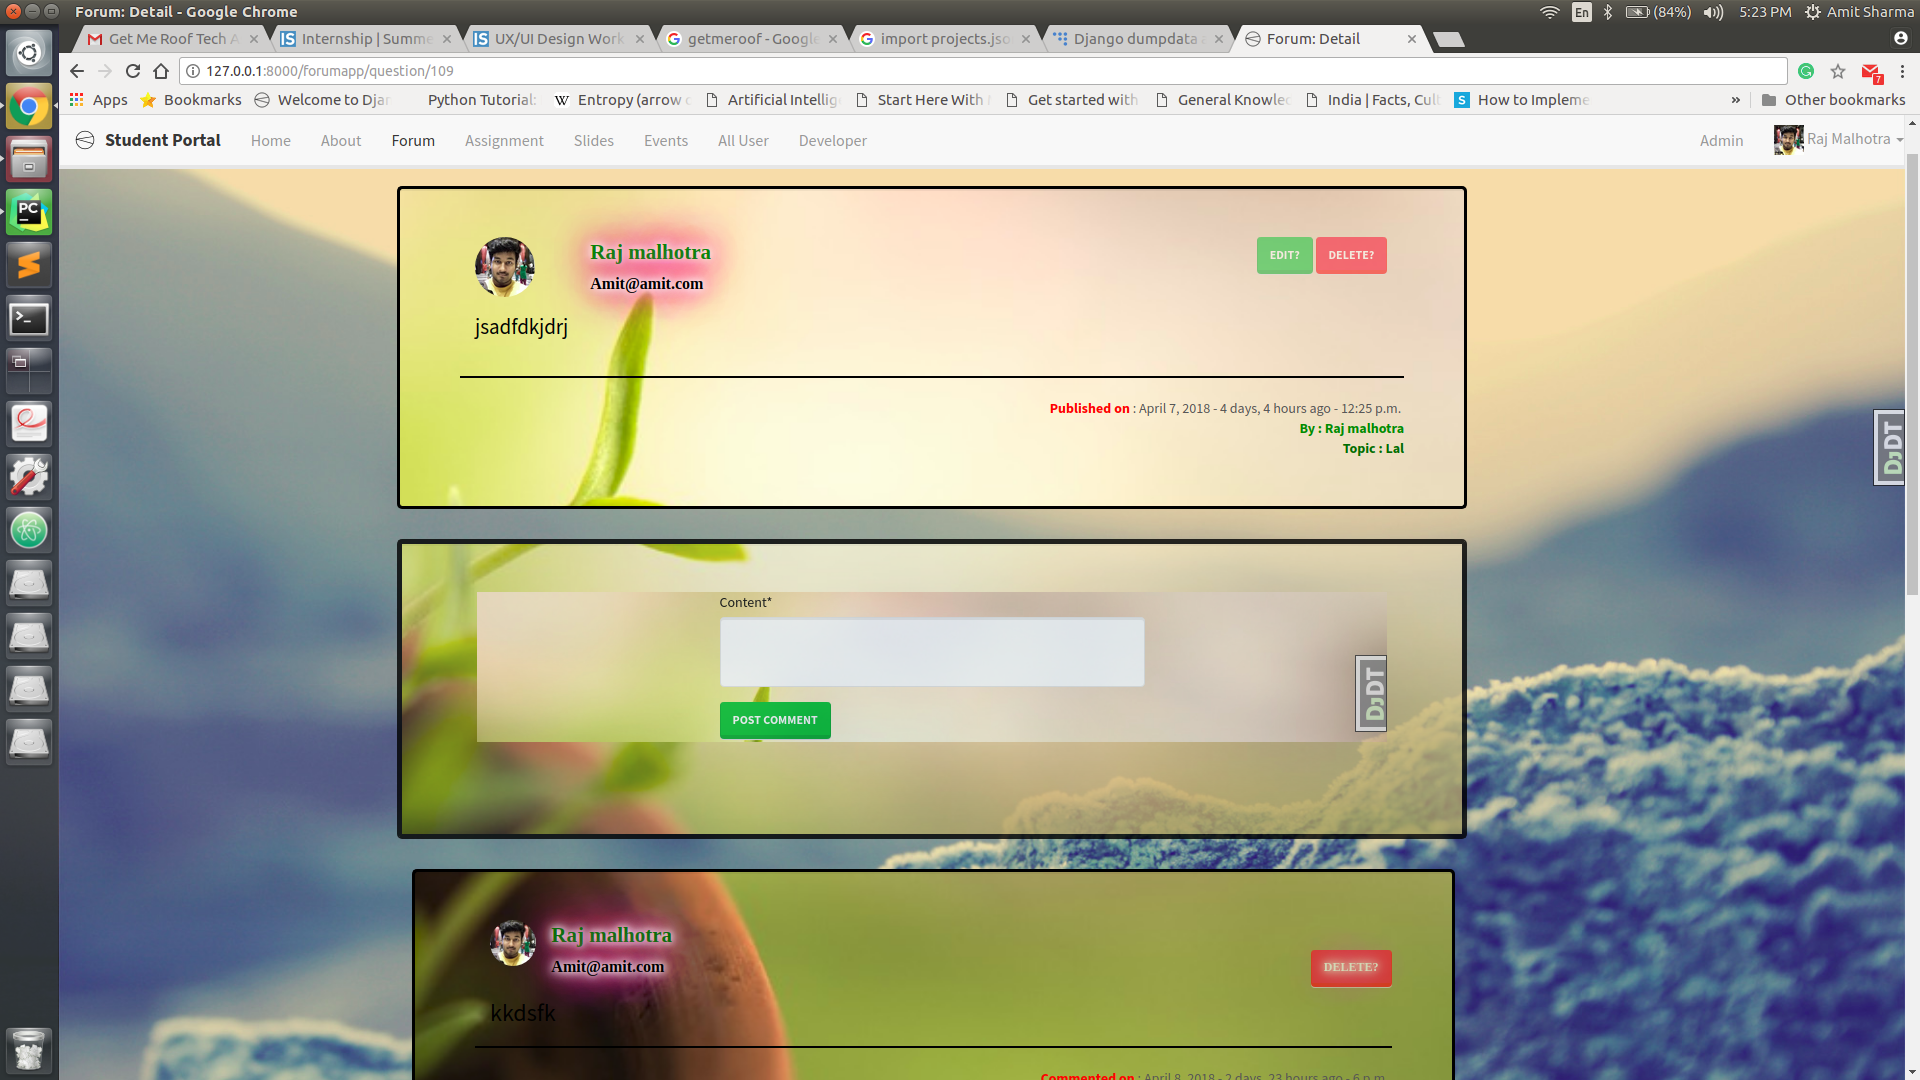 Forum: Detail - Google Chrome
En
(84%)
5:23 PM
Amit Sharma
Get Me Roof Tech
Internship | Summe
UX/UI Design Work
getmeroof - Google
import projects.jso
Django dumpdata
Forum: Detail
127.0.0.1:8000/forumapp/question/109
7
Apps
Bookmarks
Welcome to Djan
Python Tutorial:
W
Entropy (arrow
Artificial Intellig
Start Here With
Get started with
General Knowle
India | Facts, Cul
S
How to Impleme
»
Other bookmarks
Student Portal
Home
About
Forum
Assignment
Slides
Events
All User
Developer
Admin
Raj Malhotra
PC
Raj malhotra
Amit@amit.com
EDIT?
DELETE?
jsadfdkjdrj
Published on : April 7, 2018 - 4 days, 4 hours ago - 12:25 p.m.
By : Raj malhotra
Topic : Lal
DJDT
Content*
DJDT
POST COMMENT
Raj malhotra
Amit@amit.com
DELETE?
kkdsfk
Commented on : April 8, 2018 - 2 days, 23 hours ago - 6 p.m.